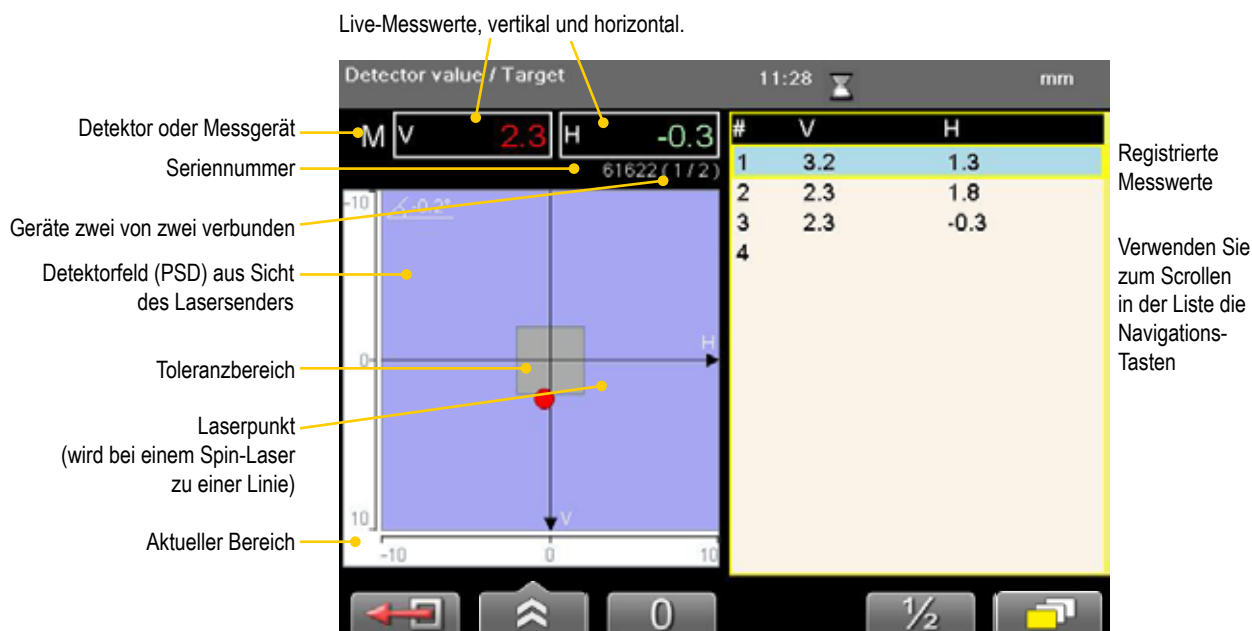 Live-Messwerte, vertikal und horizontal.
Detector value / Target 11:28 mm
Detektor oder Messgerät
M V 2.3 H -0.3
Seriennummer
61622 (1/2)
Geräte zwei von zwei verbunden
Detektorfeld (PSD) aus Sicht
des Lasersenders
Toleranzbereich
Laserpunkt
(wird bei einem Spin-Laser
zu einer Linie)
Aktueller Bereich
-10
-0.2°
0
H
10
V
-10 0 10
# V H
1 3.2 1.3
2 2.3 1.8
3 2.3 -0.3
4
Registrierte
Messwerte
Verwenden Sie
zum Scrollen
in der Liste die
Navigations-
Tasten
0
½